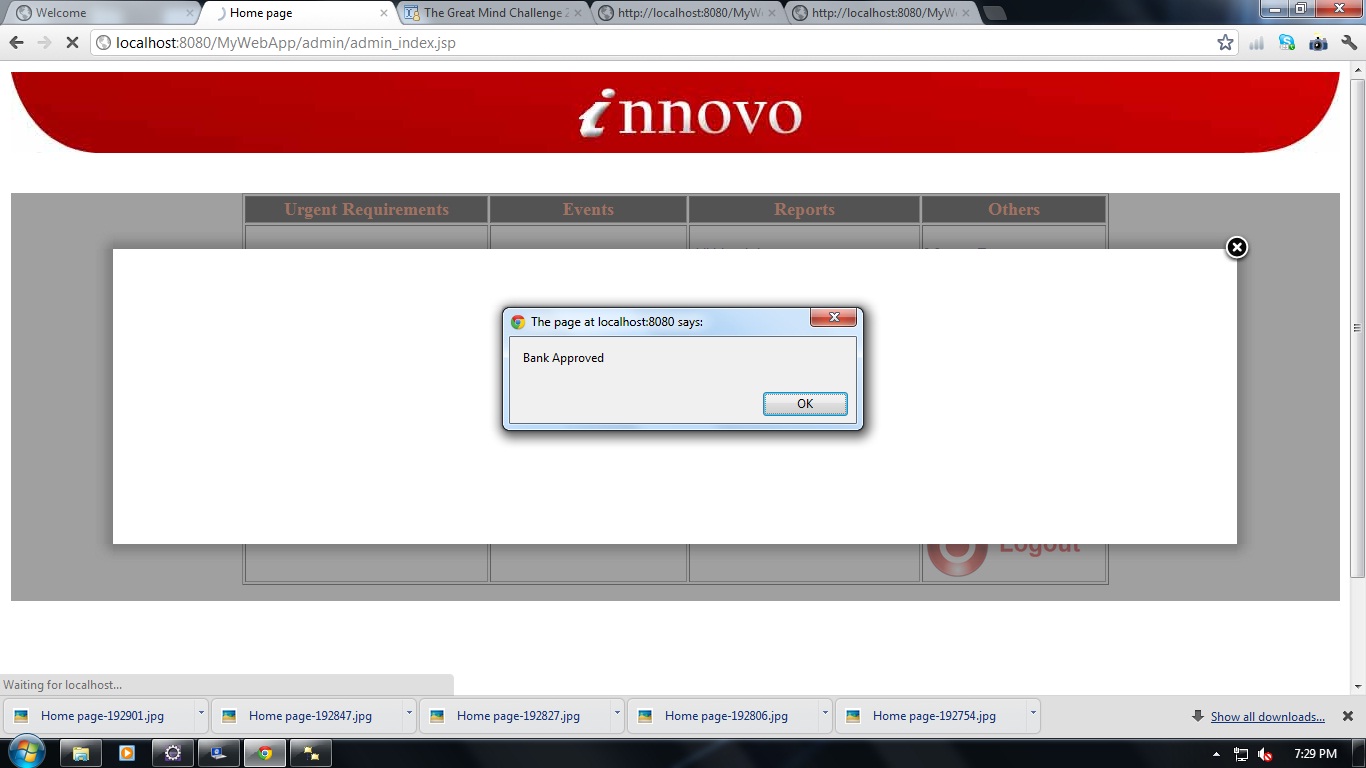 Welcome
Home page
The Great Mind Challenge 2
http://localhost:8080/MyWe
http://localhost:8080/MyWe
localhost:8080/MyWebApp/admin/admin_index.jsp
innovo
Urgent Requirements Events Reports Others
The page at localhost:8080 says:
Bank Approved
OK
Logout
Waiting for localhost...
Home page-192901.jpg
Home page-192847.jpg
Home page-192827.jpg
Home page-192806.jpg
Home page-192754.jpg
Show all downloads...
7:29 PM